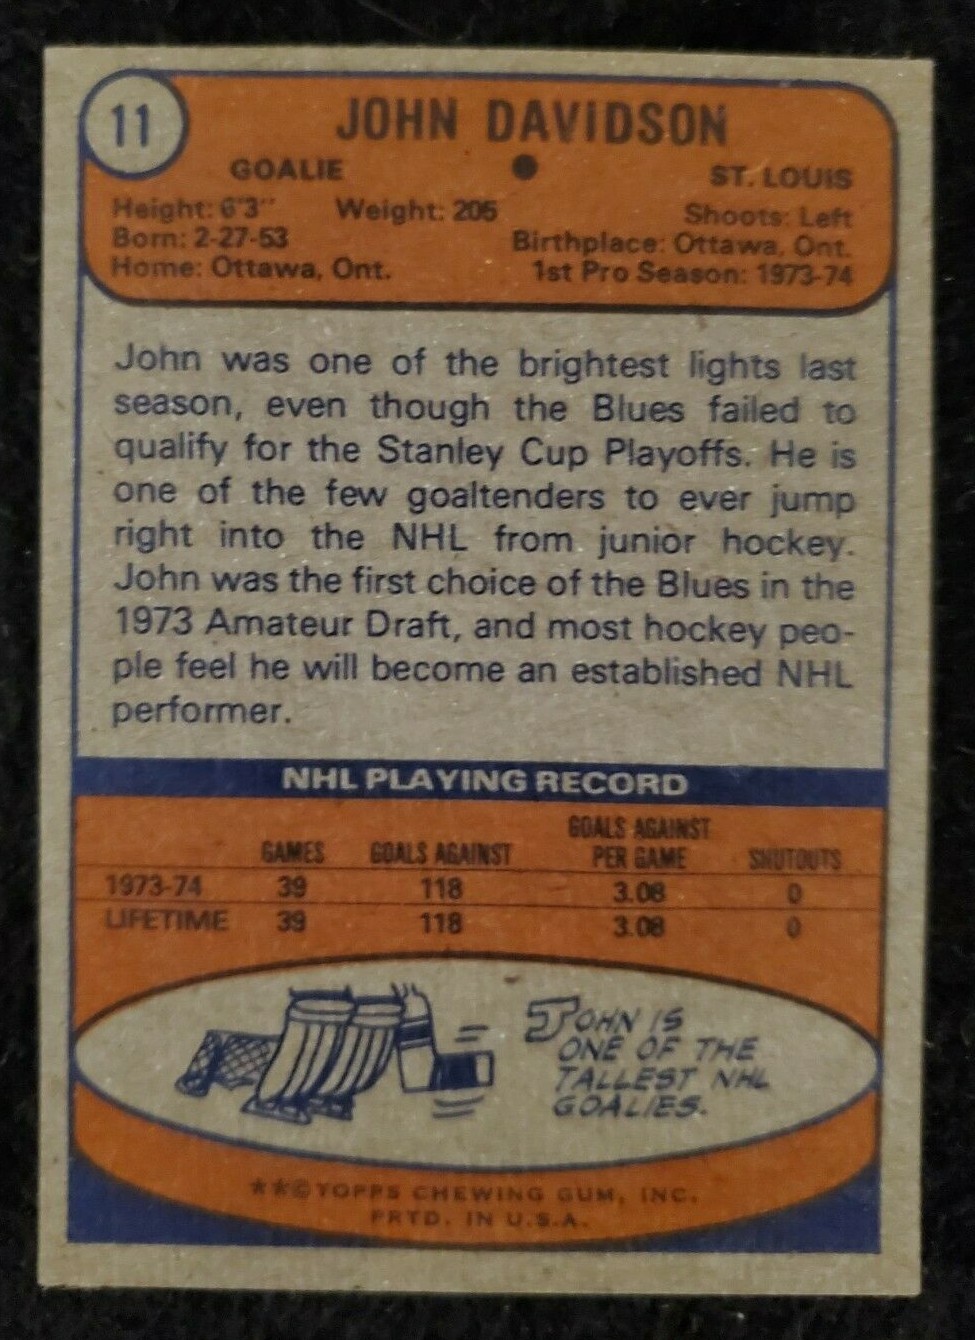 11
JOHN DAVIDSON
GOALIE ● ST. LOUIS
Height: 6'3" Weight: 205 Shoots: Left
Born: 2-27-53 Birthplace: Ottawa, Ont.
Home: Ottawa, Ont. 1st Pro Season: 1973-74
John was one of the brightest lights last
season, even though the Blues failed to
qualify for the Stanley Cup Playoffs. He is
one of the few goaltenders to ever jump
right into the NHL from junior hockey.
John was the first choice of the Blues in the
1973 Amateur Draft, and most hockey peo-
ple feel he will become an established NHL
performer.
NHL PLAYING RECORD
GAMES GOALS AGAINST GOALS AGAINST PER GAME SHUTOUTS
1973-74 39 118 3.08 0
LIFETIME 39 118 3.08 0
JOHN IS
ONE OF THE
TALLEST NHL
GOALIES.
★★©TOPPS CHEWING GUM, INC.
PRTD. IN U.S.A.